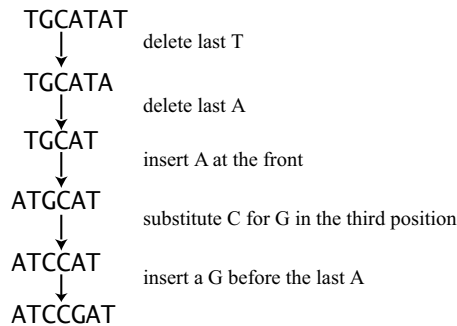 TGCATAT
delete last T
TGCATA
delete last A
TGCAT
insert A at the front
ATGCAT
substitute C for G in the third position
ATCCAT
insert a G before the last A
ATCCGAT